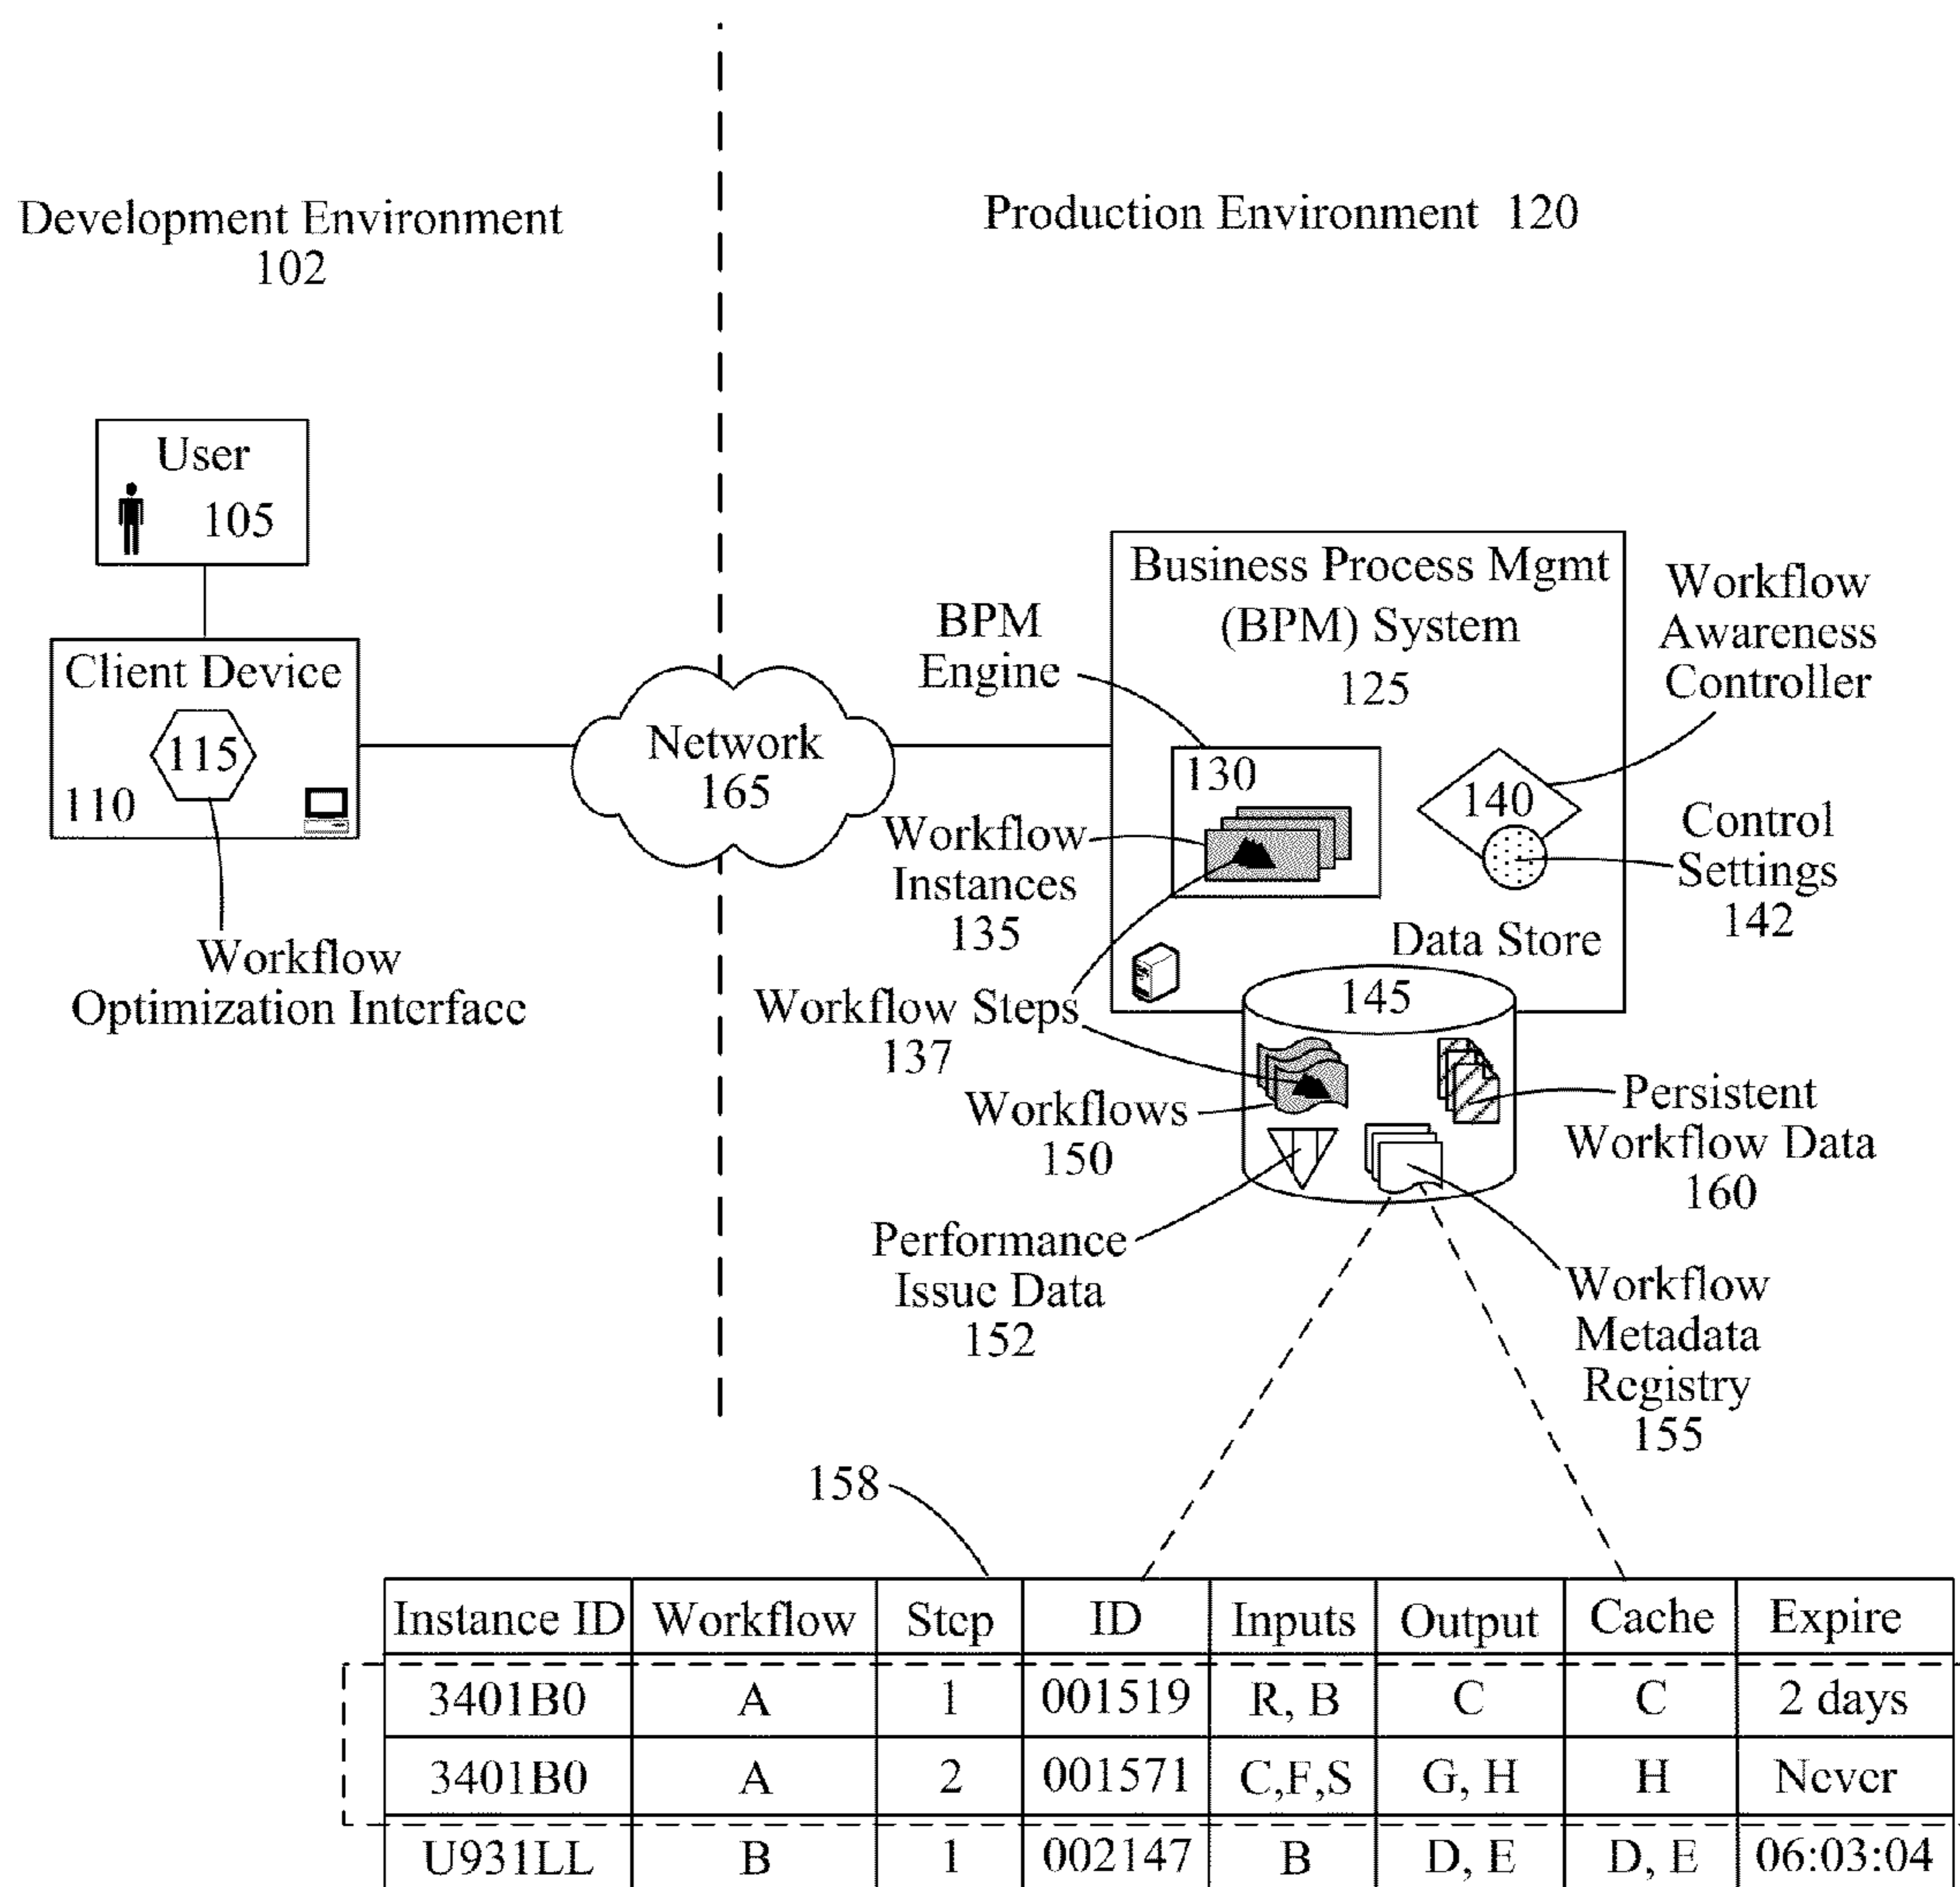 Development Environment
102
Production Environment 120
User
105
Client Device
115
110
Workflow
Optimization Interface
Network
165
Business Process Mgmt
(BPM) System
125
BPM
Engine
130
Workflow
Awareness
Controller
140
Control
Settings
142
Workflow
Instances
135
Data Store
145
Workflow Steps
137
Workflows
150
Persistent
Workflow Data
160
Performance
Issue Data
152
Workflow
Metadata
Registry
155
158
Instance ID Workflow Step ID Inputs Output Cache Expire
3401B0 A 1 001519 R, B C C 2 days
3401B0 A 2 001571 C,F,S G, H H Never
U931LL B 1 002147 B D, E D, E 06:03:04